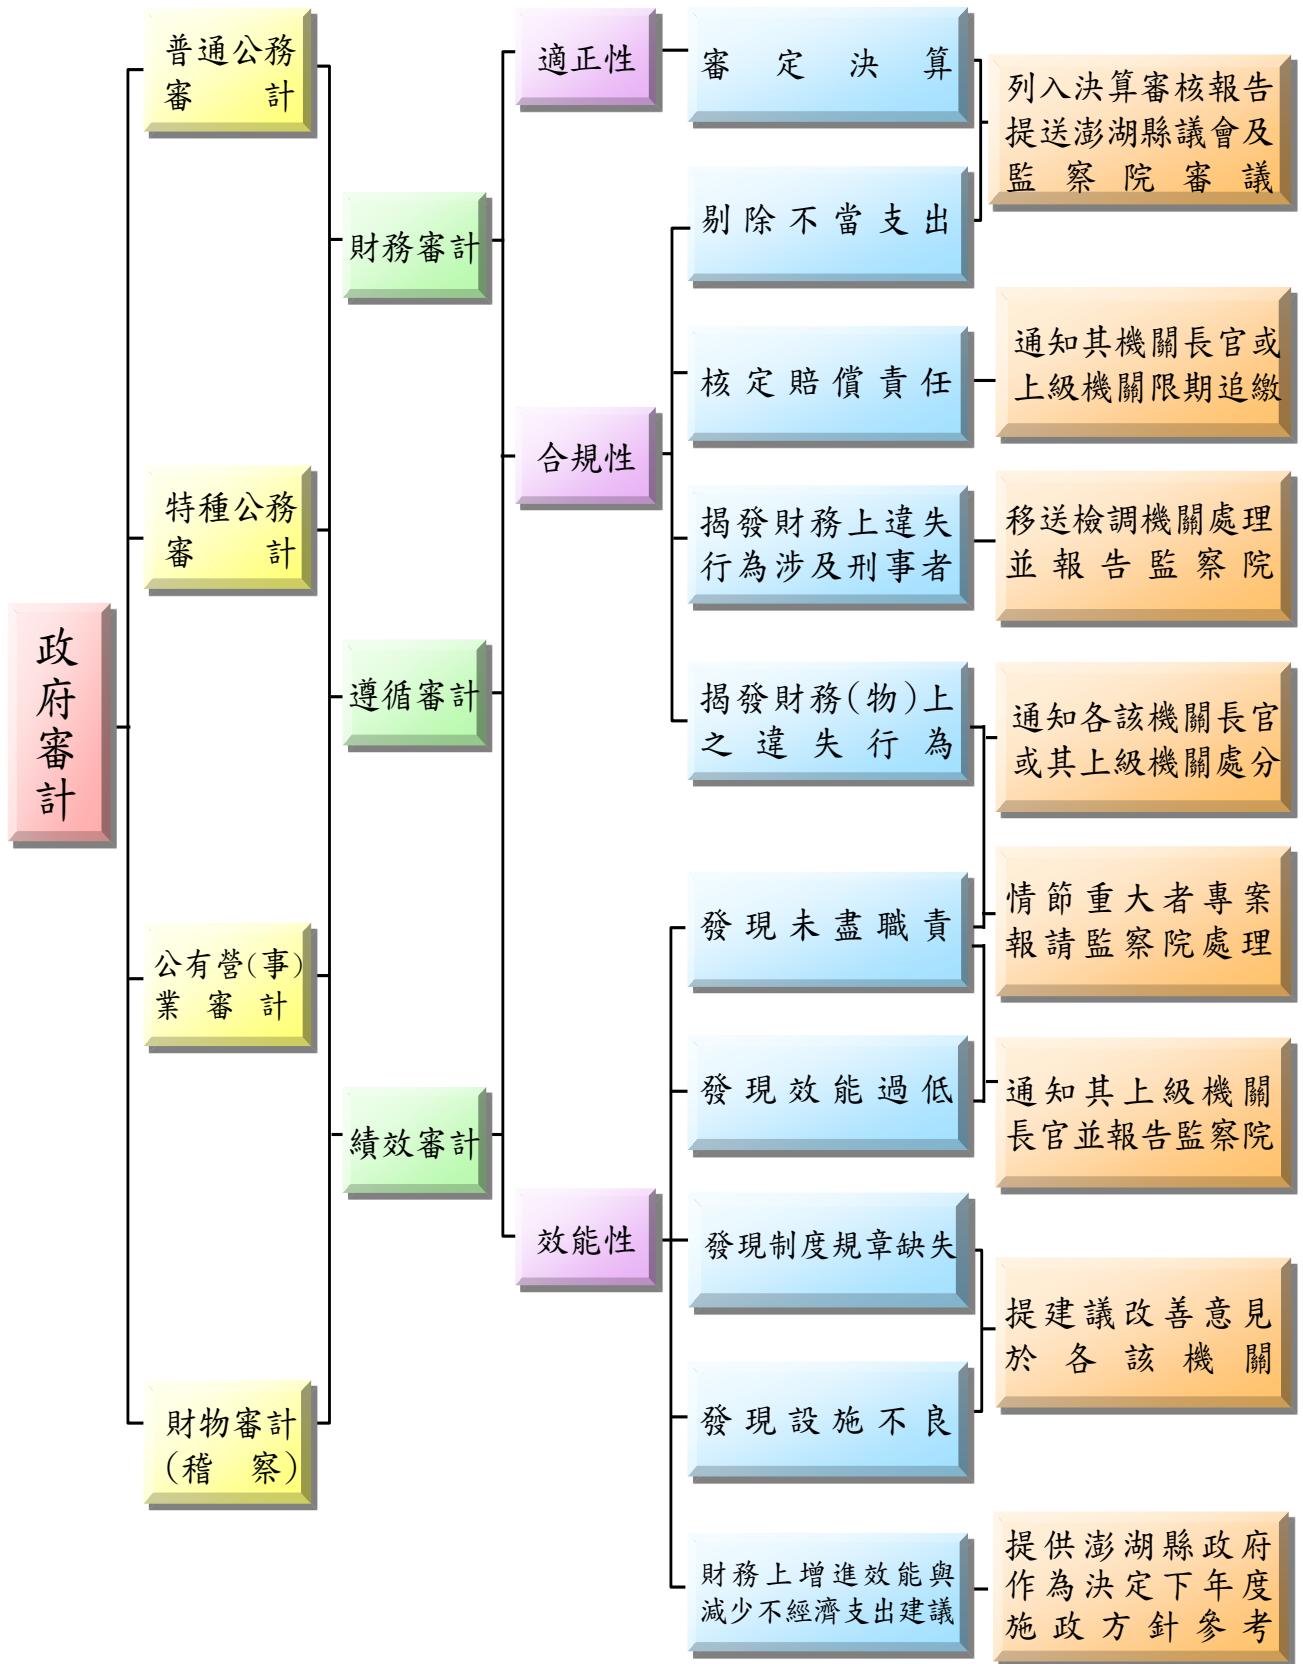 政府審計
普通公務
審計
特種公務
審計
公有營(事)
業審計
財物審計
(稽察)
財務審計
遵循審計
績效審計
適正性
合規性
效能性
審定決算
剔除不當支出
核定賠償責任
揭發財務上違失
行為涉及刑事者
揭發財務(物)上
之違失行為
發現未盡職責
發現效能過低
發現制度規章缺失
發現設施不良
財務上增進效能與
減少不經濟支出建議
列入決算審核報告
提送澎湖縣議會及
監察院審議
通知其機關長官或
上級機關限期追繳
移送檢調機關處理
並報告監察院
通知各該機關長官
或其上級機關處分
情節重大者專案
報請監察院處理
通知其上級機關
長官並報告監察院
提建議改善意見
於各該機關
提供澎湖縣政府
作為決定下年度
施政方針參考